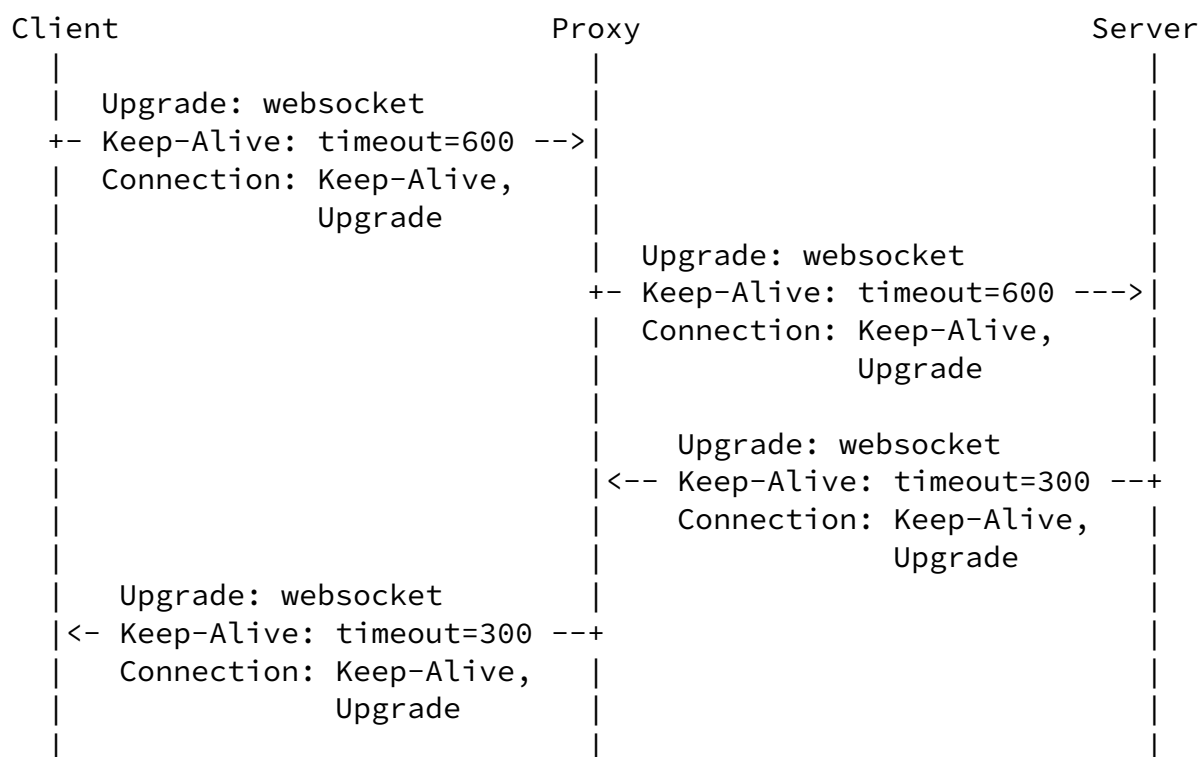 Client Proxy Server
Upgrade: websocket
+- Keep-Alive: timeout=600 -->|
Connection: Keep-Alive,
Upgrade
Upgrade: websocket
+- Keep-Alive: timeout=600 --->|
Connection: Keep-Alive,
Upgrade
Upgrade: websocket
|<-- Keep-Alive: timeout=300 --+
Connection: Keep-Alive,
Upgrade
Upgrade: websocket
|<- Keep-Alive: timeout=300 --+
Connection: Keep-Alive,
Upgrade